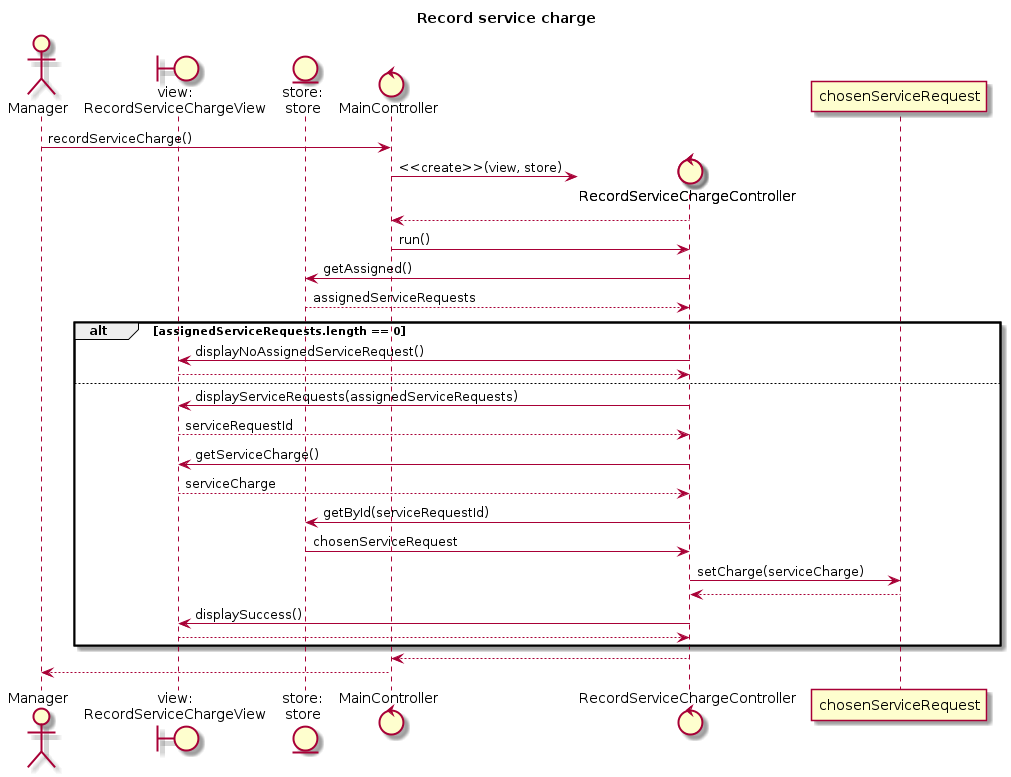 Record service charge
Manager
view:
RecordServiceChargeView
store:
store
MainController
chosenServiceRequest
recordServiceCharge()
<<create>>(view, store)
RecordServiceChargeController
run()
getAssigned()
assignedServiceRequests
alt [assignedServiceRequests.length == 0]
displayNoAssignedServiceRequest()
displayServiceRequests(assignedServiceRequests)
serviceRequestId
getServiceCharge()
serviceCharge
getById(serviceRequestId)
chosenServiceRequest
setCharge(serviceCharge)
displaySuccess()
Manager
view:
RecordServiceChargeView
store:
store
MainController
RecordServiceChargeController
chosenServiceRequest